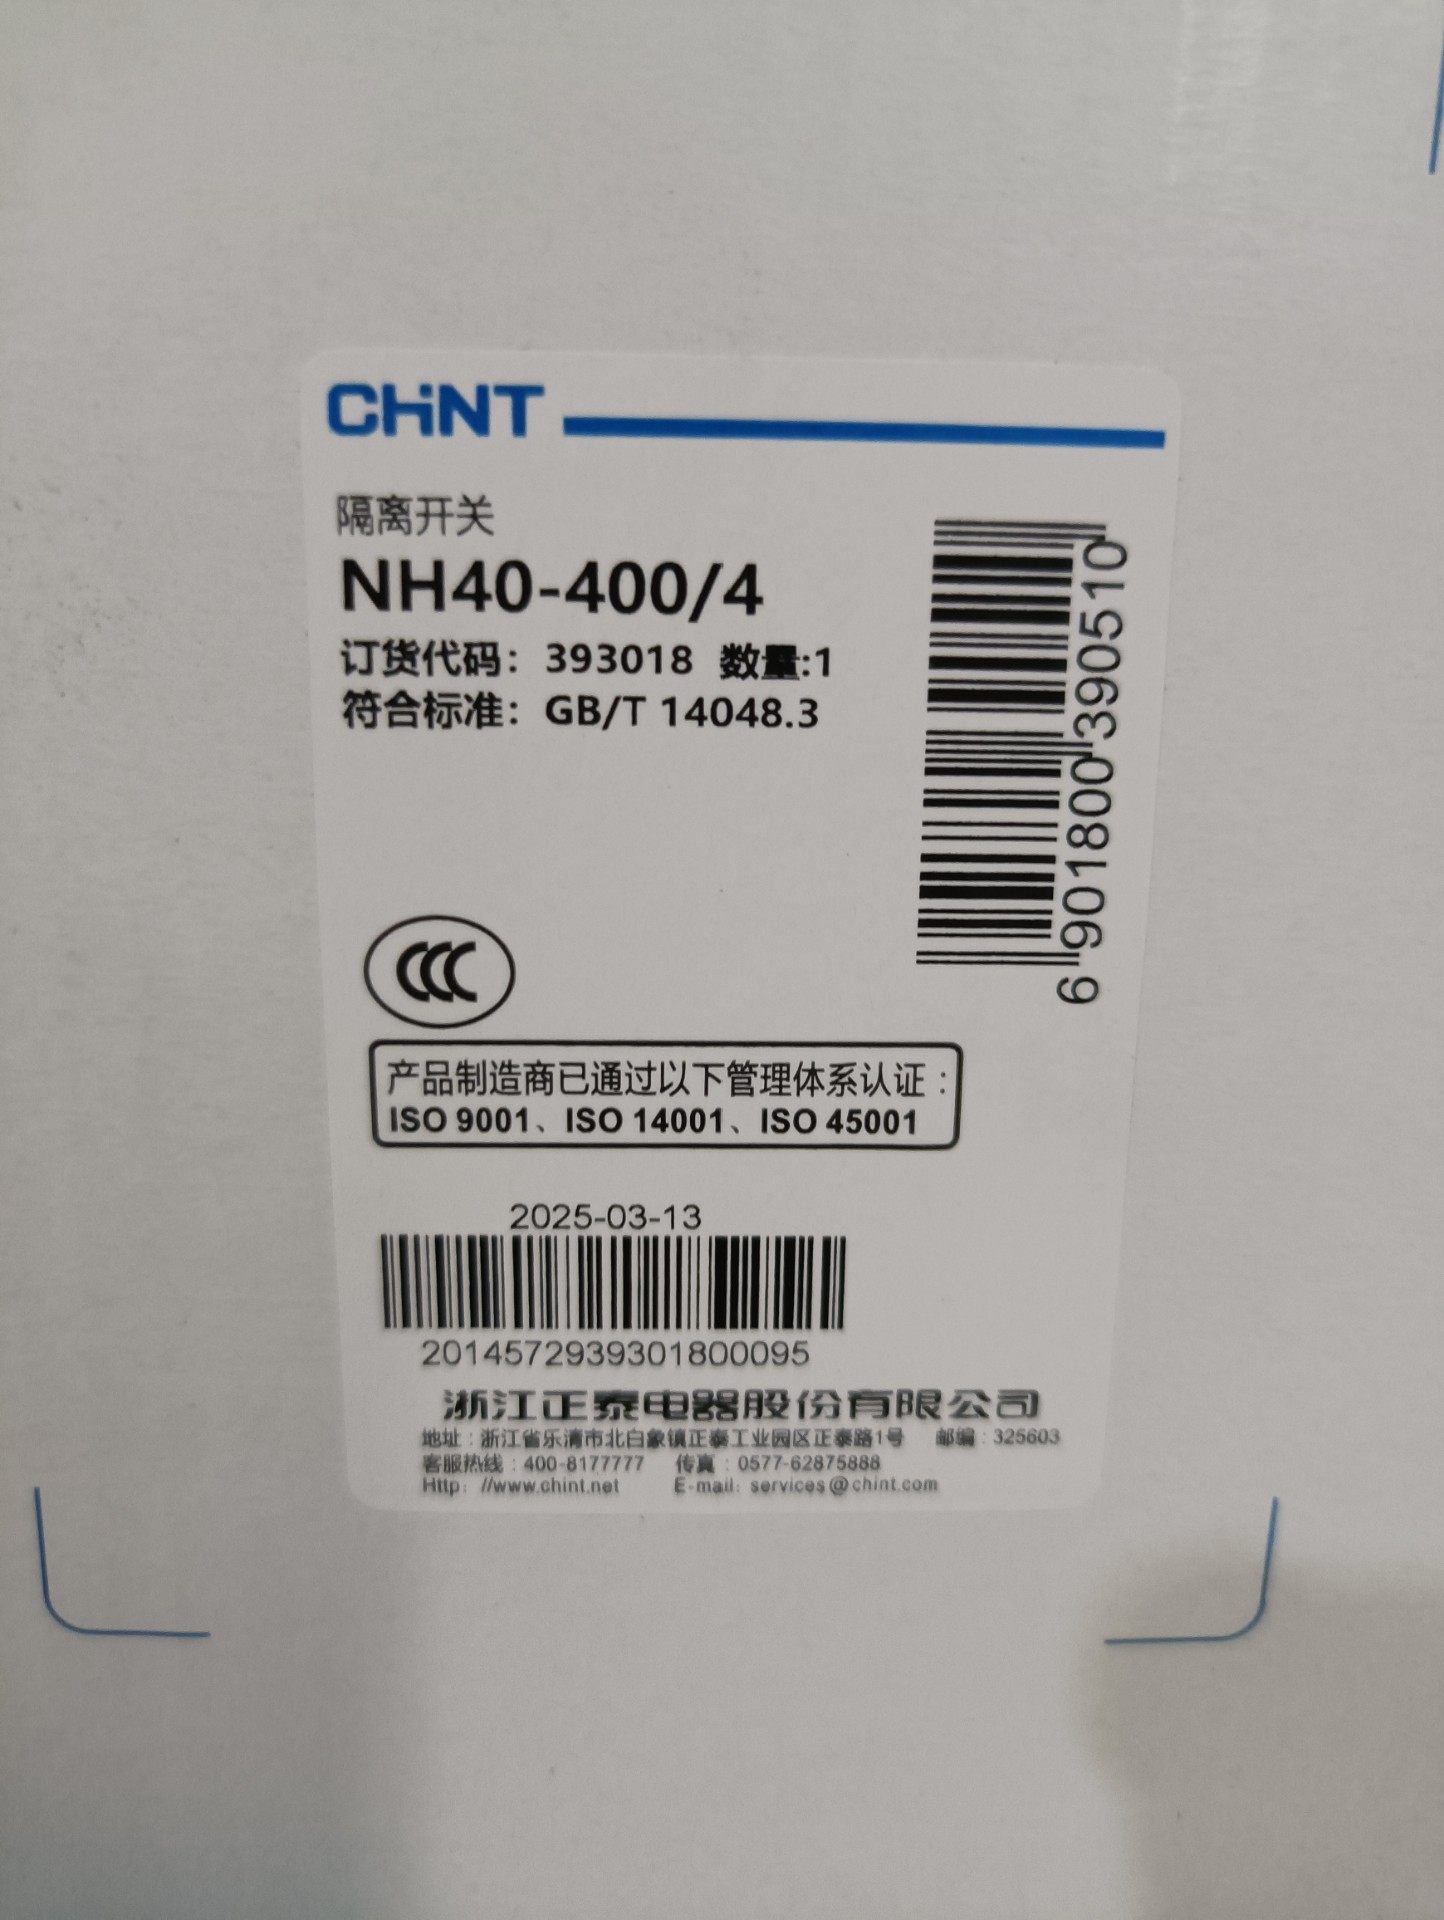 CHiNT
隔离开关
NH40-400/4
订货代码：393018 数量:1
符合标准：GB/T 14048.3
6 901800 390510
CCC
产品制造商已通过以下管理体系认证：
ISO 9001、ISO 14001、ISO 45001
2025-03-13
2014572939301800095
浙江正泰电器股份有限公司
地址：浙江省乐清市北白象镇正泰工业园区正泰路1号 邮编：325603
客服热线：400-8177777 传真：0577-62875888
Http：//www.chint.net E-mail：services@chint.com